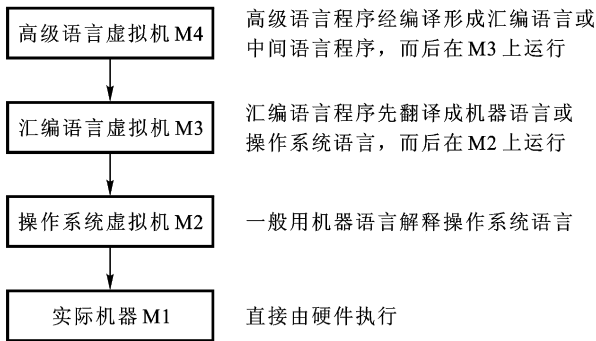 高级语言虚拟机 M4
高级语言程序经编译形成汇编语言或
中间语言程序，而后在 M3 上运行
汇编语言虚拟机 M3
汇编语言程序先翻译成机器语言或
操作系统语言，而后在 M2 上运行
操作系统虚拟机 M2
一般用机器语言解释操作系统语言
实际机器 M1
直接由硬件执行